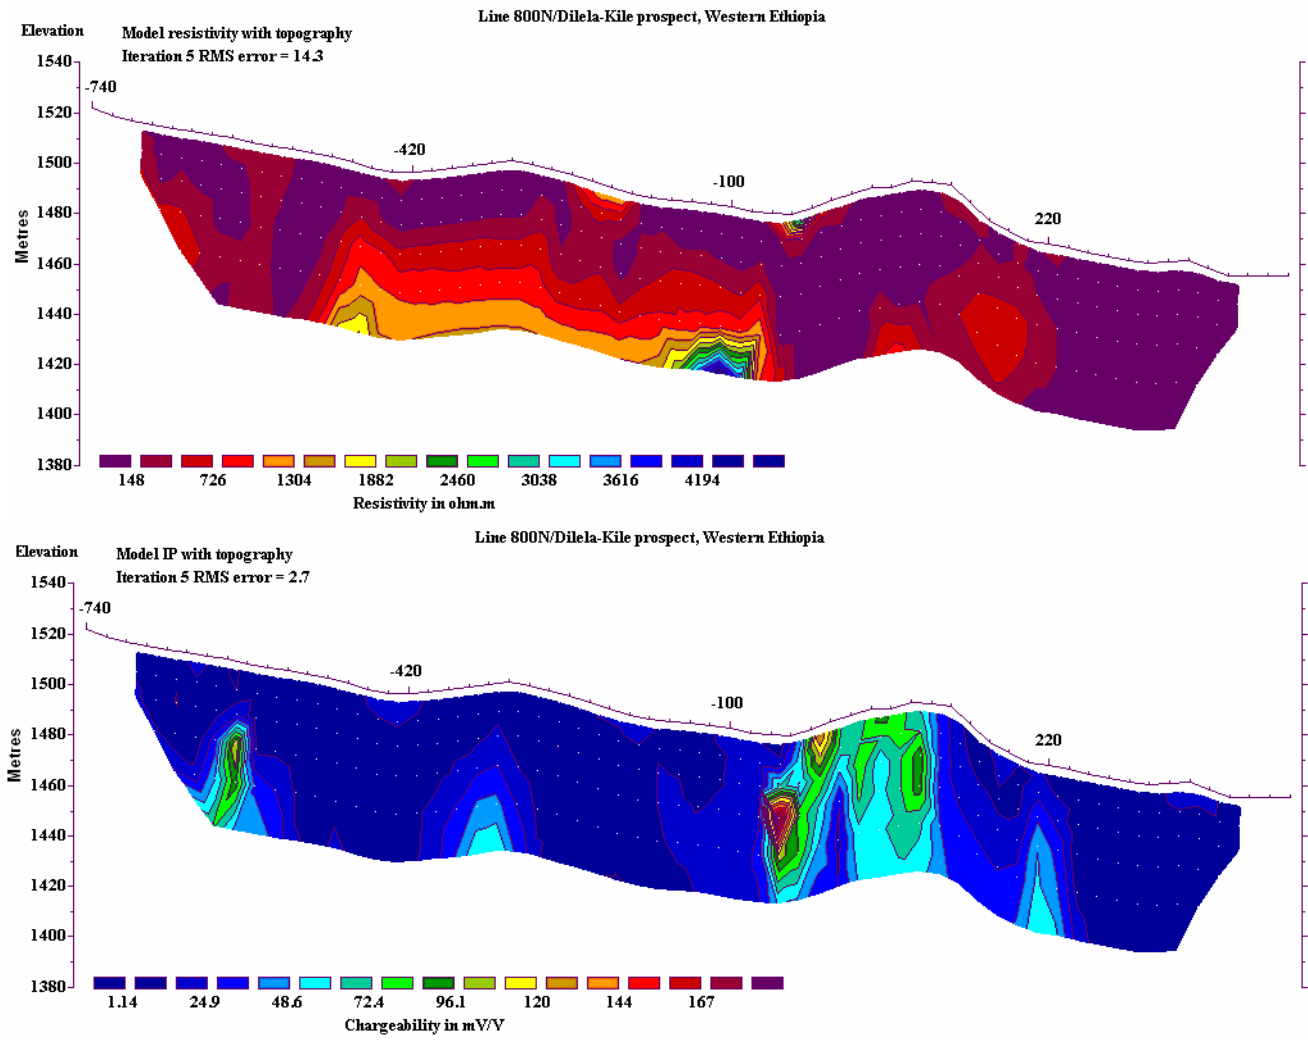 Line 800N/Dilela-Kile prospect, Western Ethiopia
Elevation
Model resistivity with topography
Iteration 5 RMS error = 14.3
1540
-740
1520
-420
1500
-100
1480
220
Metres
1460
1440
1420
1400
1380
148 726 1304 1882 2460 3038 3616 4194
Resistivity in ohm.m
Line 800N/Dilela-Kile prospect, Western Ethiopia
Elevation
Model IP with topography
Iteration 5 RMS error = 2.7
1540
-740
1520
-420
1500
-100
1480
220
Metres
1460
1440
1420
1400
1380
1.14 24.9 48.6 72.4 96.1 120 144 167
Chargeability in mV/V